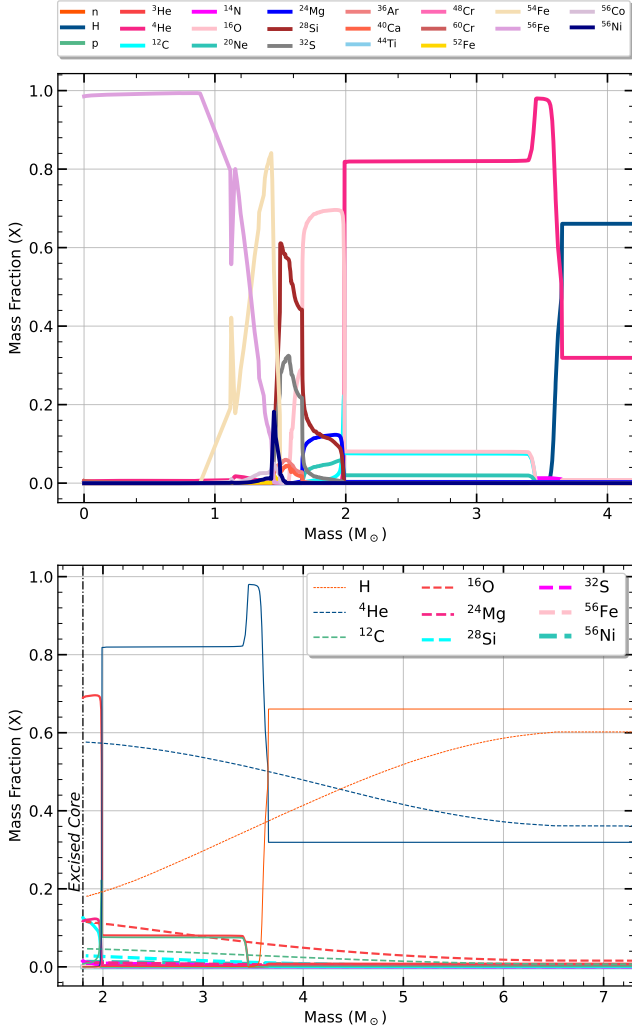 n ³He ¹⁴N ²⁴Mg ³⁶Ar ⁴⁸Cr ⁵⁴Fe ⁵⁶Co
H ⁴He ¹⁶O ²⁸Si ⁴⁰Ca ⁶⁰Cr ⁵⁶Fe ⁵⁶Ni
p ¹²C ²⁰Ne ³²S ⁴⁴Ti ⁵²Fe
1.0
0.8
0.6
0.4
0.2
0.0
Mass Fraction (X)
0 1 2 3 4
Mass (M⊙)
1.0
0.8
0.6
0.4
0.2
0.0
Mass Fraction (X)
H ¹⁶O ³²S
⁴He ²⁴Mg ⁵⁶Fe
¹²C ²⁸Si ⁵⁶Ni
Excised Core
2 3 4 5 6 7
Mass (M⊙)